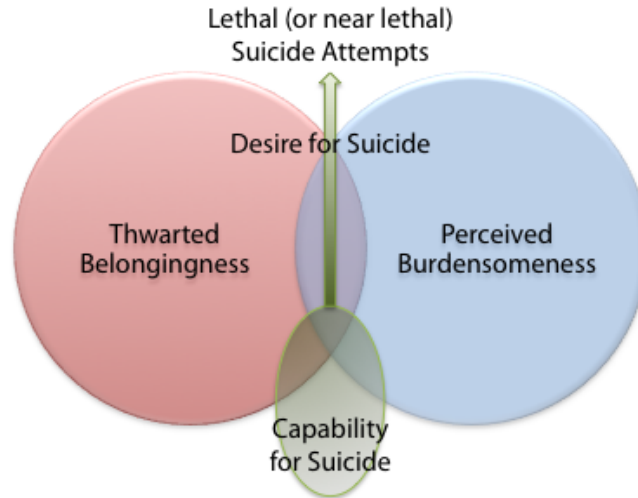 Lethal (or near lethal)
Suicide Attempts
Desire for Suicide
Thwarted
Belongingness
Perceived
Burdensomeness
Capability
for Suicide